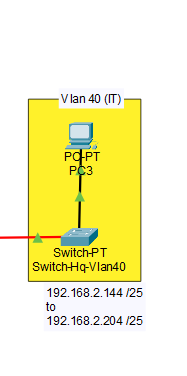 Vlan 40 (IT)
PC-PT
PC3
Switch-PT
Switch-Hq-Vlan40
192.168.2.144 /25
to
192.168.2.204 /25